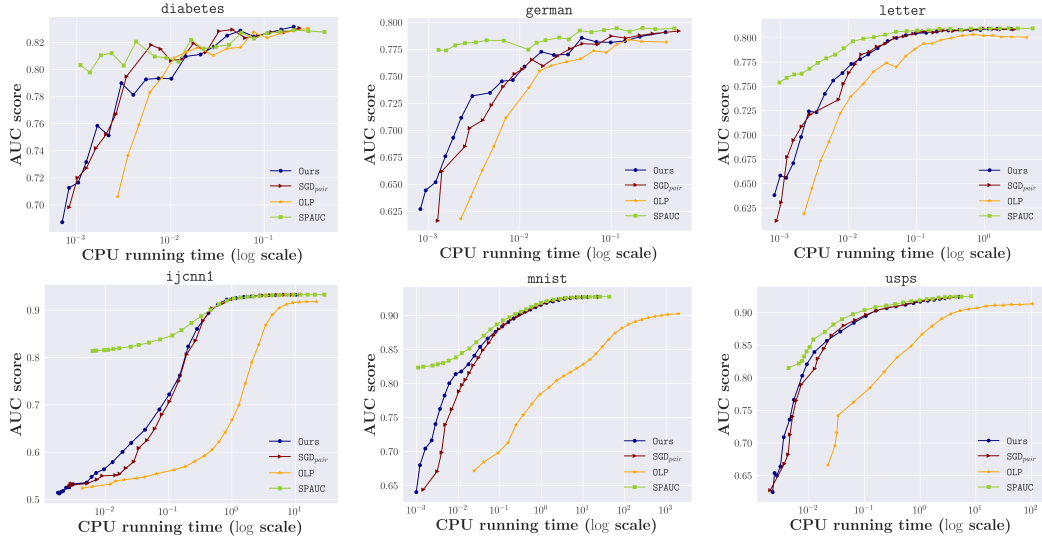 diabetes
AUC score
0.82
0.80
0.78
0.76
0.74
0.72
0.70
10⁻³
10⁻²
10⁻¹
CPU running time (log scale)
Ours
SGD_pair
OLP
SPAUC
german
AUC score
0.800
0.775
0.750
0.725
0.700
0.675
0.650
0.625
10⁻³
10⁻²
10⁻¹
CPU running time (log scale)
Ours
SGD_pair
OLP
SPAUC
letter
AUC score
0.800
0.775
0.750
0.725
0.700
0.675
0.650
0.625
10⁻³
10⁻²
10⁻¹
10⁰
CPU running time (log scale)
Ours
SGD_pair
OLP
SPAUC
ijcnn1
AUC score
0.9
0.8
0.7
0.6
0.5
10⁻²
10⁻¹
10⁰
10¹
CPU running time (log scale)
Ours
SGD_pair
OLP
SPAUC
mnist
AUC score
0.90
0.85
0.80
0.75
0.70
0.65
10⁻³
10⁻²
10⁻¹
10⁰
10¹
10²
10³
CPU running time (log scale)
Ours
SGD_pair
OLP
SPAUC
usps
AUC score
0.90
0.85
0.80
0.75
0.70
0.65
10⁻²
10⁻¹
10⁰
10¹
10²
CPU running time (log scale)
Ours
SGD_pair
OLP
SPAUC